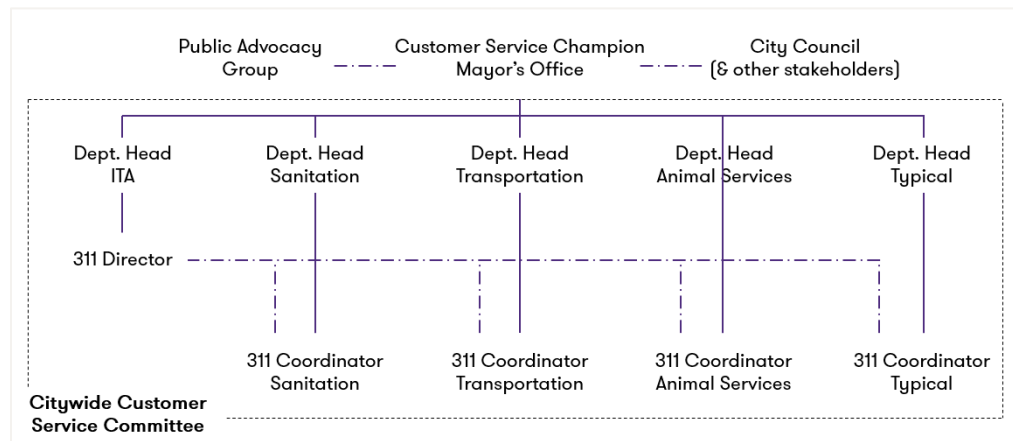 Public Advocacy
Group
Customer Service Champion
Mayor's Office
City Council
(& other stakeholders)
Dept. Head
ITA
Dept. Head
Sanitation
Dept. Head
Transportation
Dept. Head
Animal Services
Dept. Head
Typical
311 Director
311 Coordinator
Sanitation
311 Coordinator
Transportation
311 Coordinator
Animal Services
311 Coordinator
Typical
Citywide Customer
Service Committee